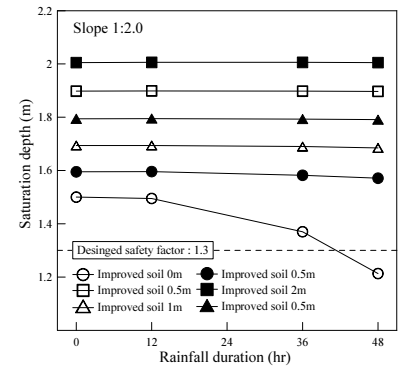 2.2
Slope 1:2.0
2
1.8
1.6
1.4
1.2
Saturation depth (m)
Desinged safety factor : 1.3
Improved soil 0m
Improved soil 0.5m
Improved soil 0.5m
Improved soil 2m
Improved soil 1m
Improved soil 0.5m
0 12 24 36 48
Rainfall duration (hr)